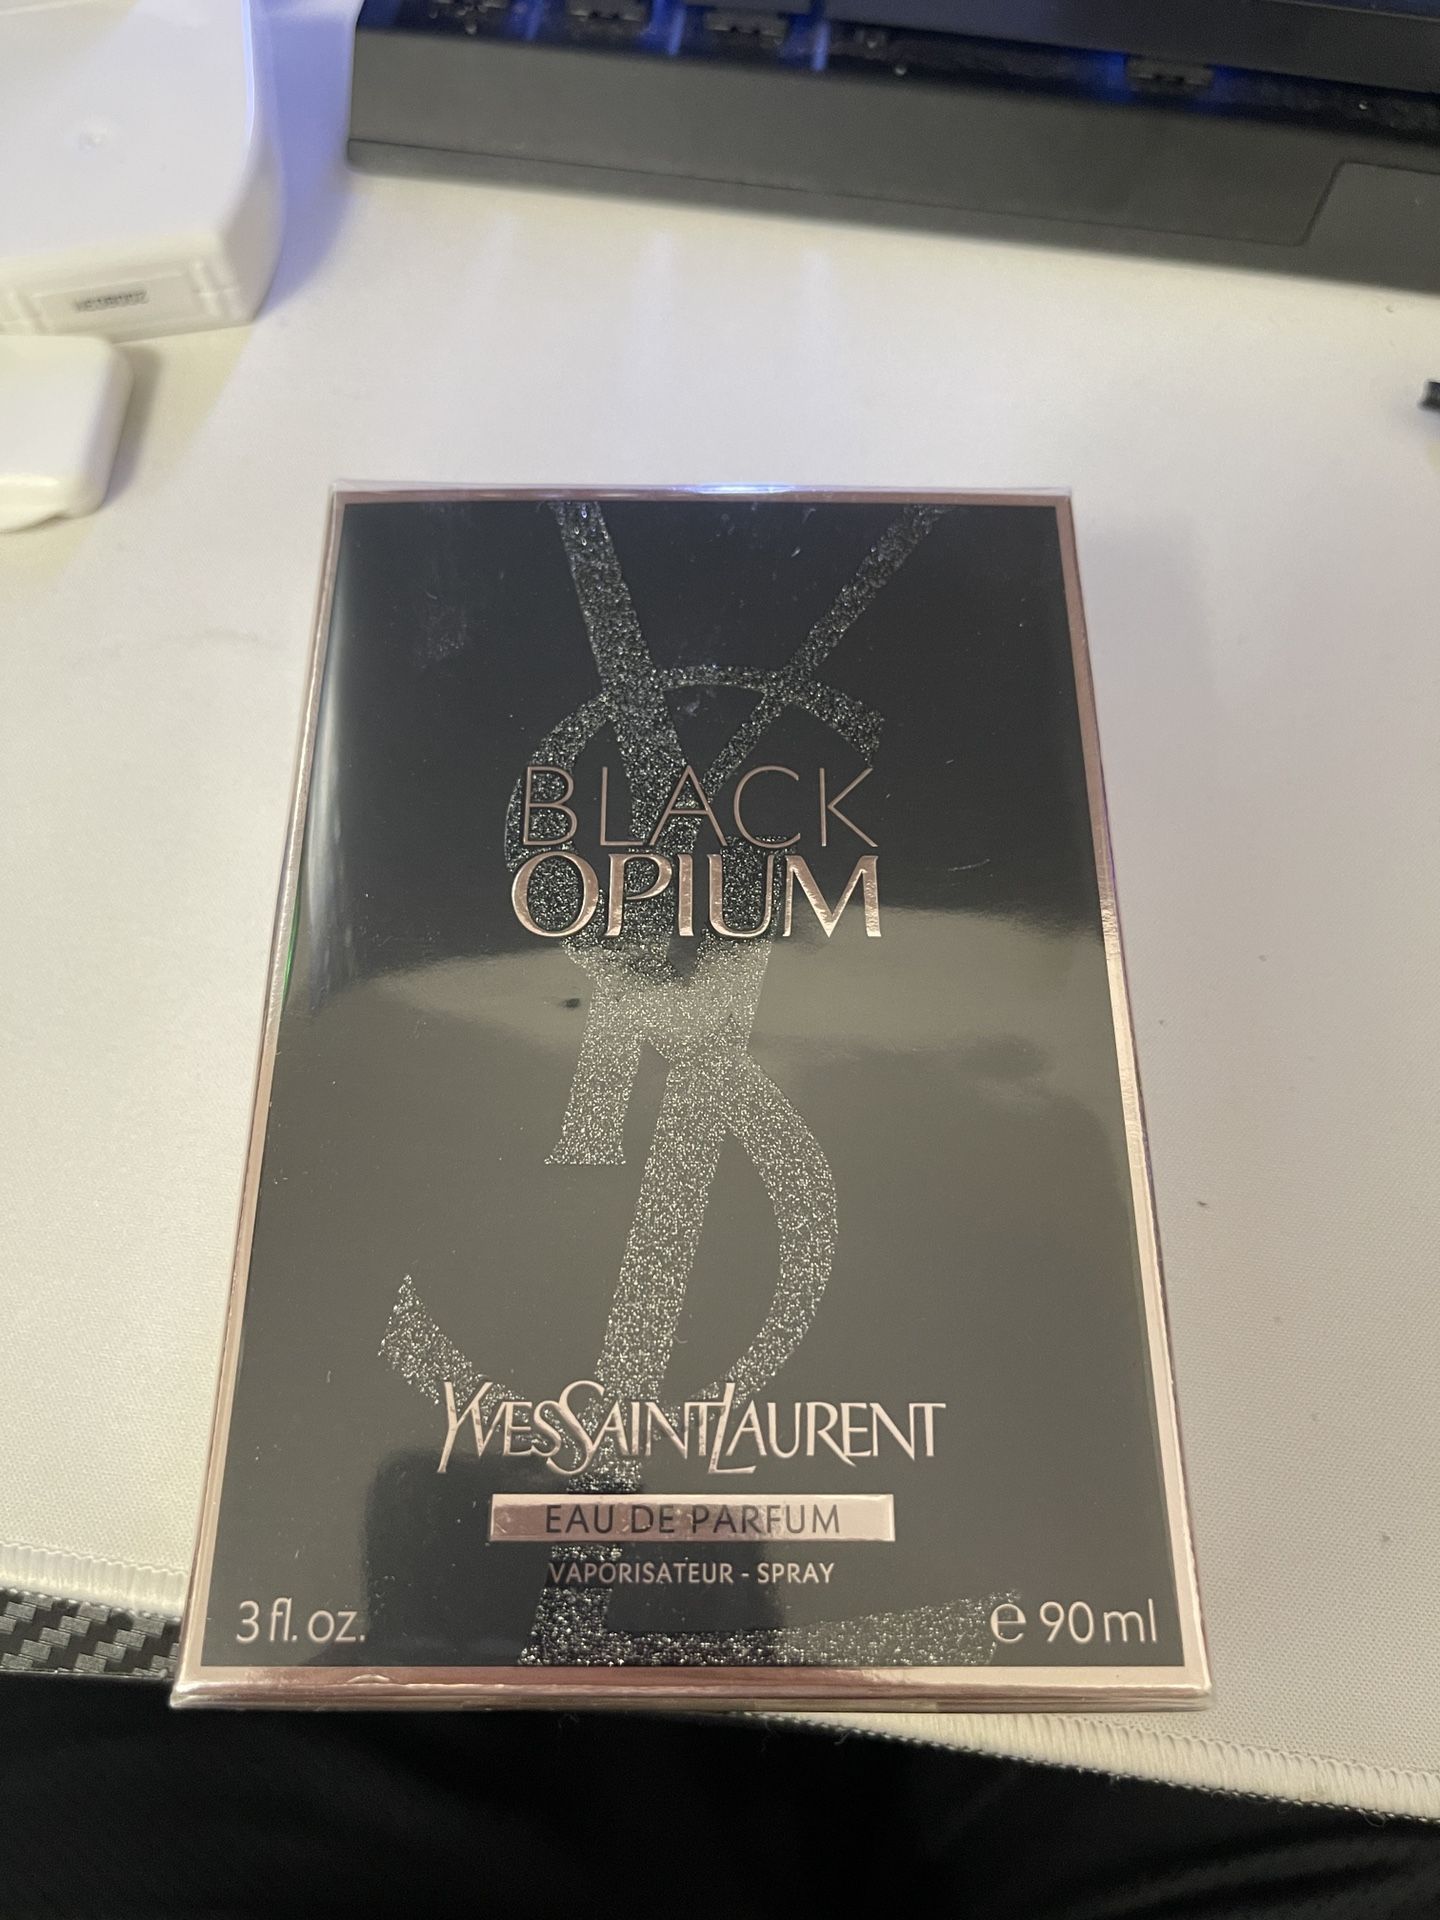 BLACK
OPIUM
YVESSAINTLAURENT
EAU DE PARFUM
VAPORISATEUR - SPRAY
3 fl. oz.
℮ 90 ml